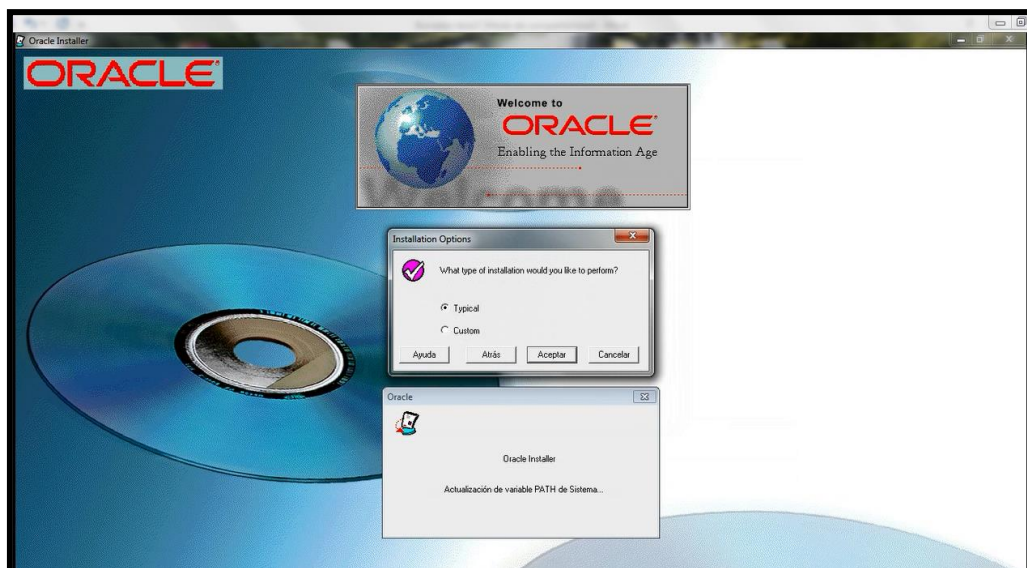 Oracle Installer
ORACLE
Welcome to
ORACLE
Enabling the Information Age
Welcome
Installation Options
What type of installation would you like to perform?
Typical
Custom
Ayuda
Atrás
Aceptar
Cancelar
Oracle
Oracle Installer
Actualización de variable PATH de Sistema...